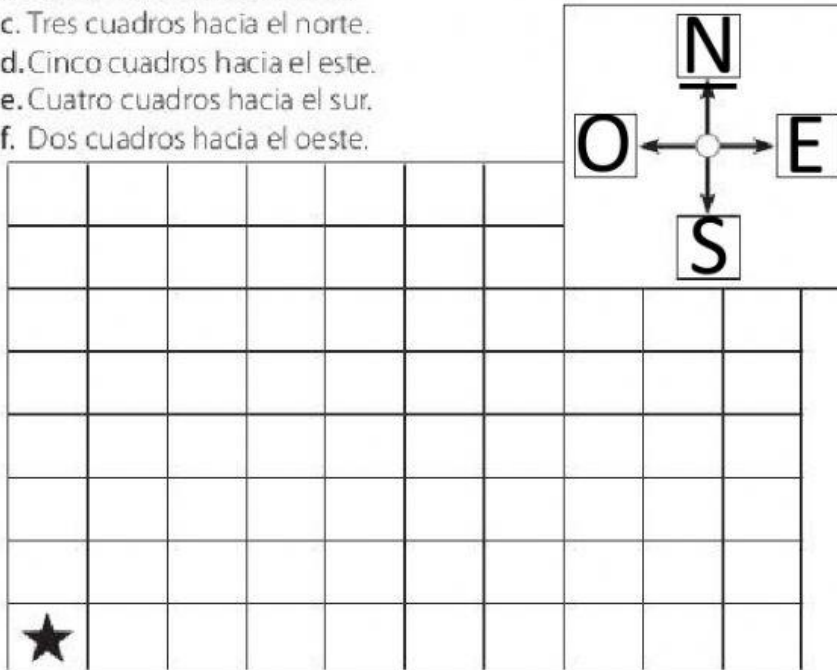 c. Tres cuadros hacia el norte.
d. Cinco cuadros hacia el este.
e. Cuatro cuadros hacia el sur.
f. Dos cuadros hacia el oeste.
N
O E
S